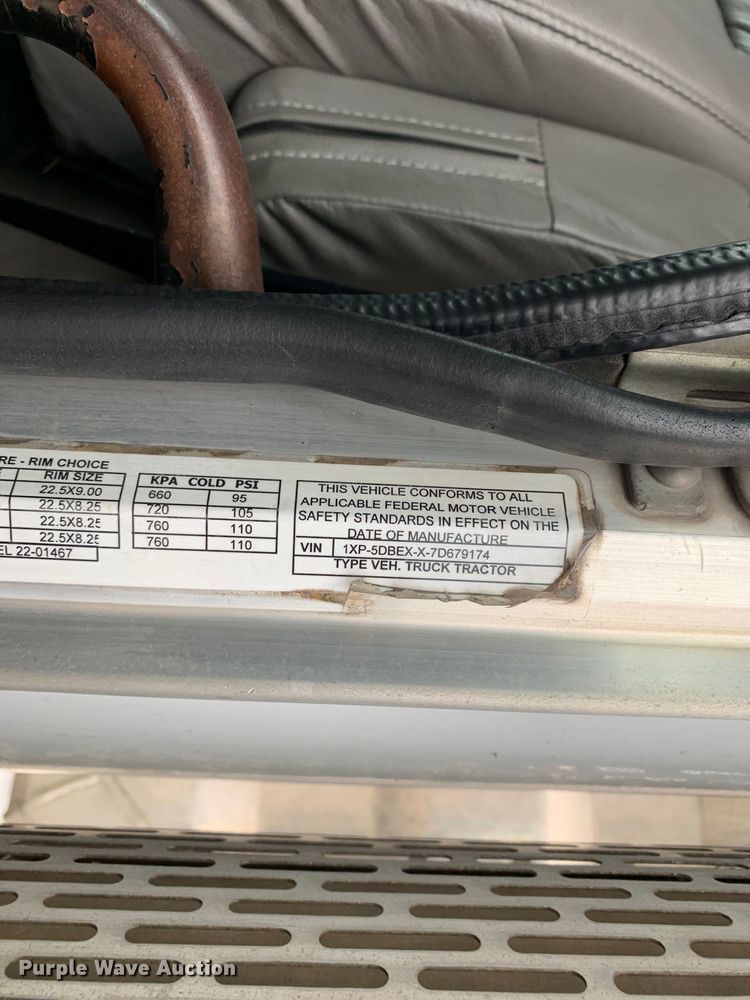 RE - RIM CHOICE
RIM SIZE
22.5X9.00
22.5X8.25
22.5X8.25
22.5X8.25
EL 22-01467
KPA COLD PSI
660 95
720 105
760 110
760 110
THIS VEHICLE CONFORMS TO ALL
APPLICABLE FEDERAL MOTOR VEHICLE
SAFETY STANDARDS IN EFFECT ON THE
DATE OF MANUFACTURE
VIN 1XP-5DBEX-X-7D679174
TYPE VEH. TRUCK TRACTOR
Purple Wave Auction